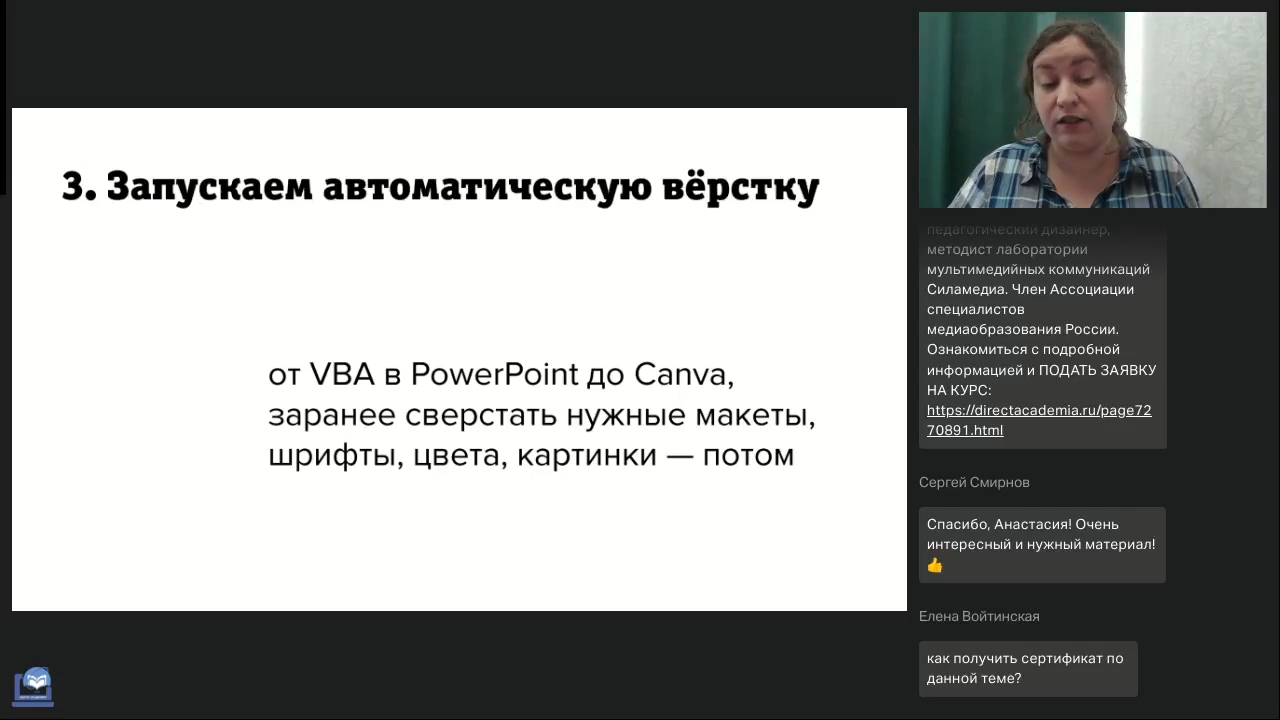 3. Запускаем автоматическую вёрстку
от VBA в PowerPoint до Canva,
заранее сверстать нужные макеты,
шрифты, цвета, картинки — потом
педагогический дизайнер,
методист лаборатории
мультимедийных коммуникаций
Силамедиа. Член Ассоциации
специалистов
медиаобразования России.
Ознакомиться с подробной
информацией и ПОДАТЬ ЗАЯВКУ
НА КУРС:
https://directacademia.ru/page72
70891.html
Сергей Смирнов
Спасибо, Анастасия! Очень
интересный и нужный материал!
👍
Елена Войтинская
как получить сертификат по
данной теме?